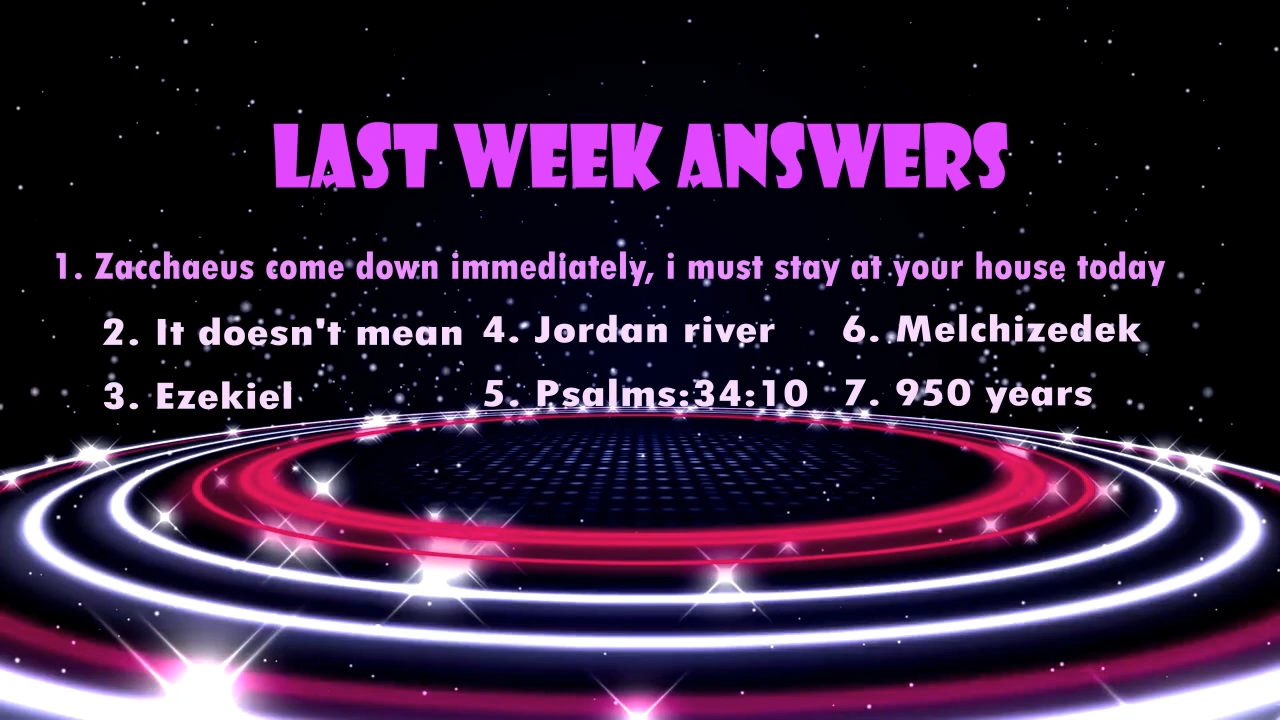 LAST WEEK ANSWERS
1. Zacchaeus come down immediately, i must stay at your house today
2. It doesn't mean
3. Ezekiel
4. Jordan river
5. Psalms:34:10
6. Melchizedek
7. 950 years